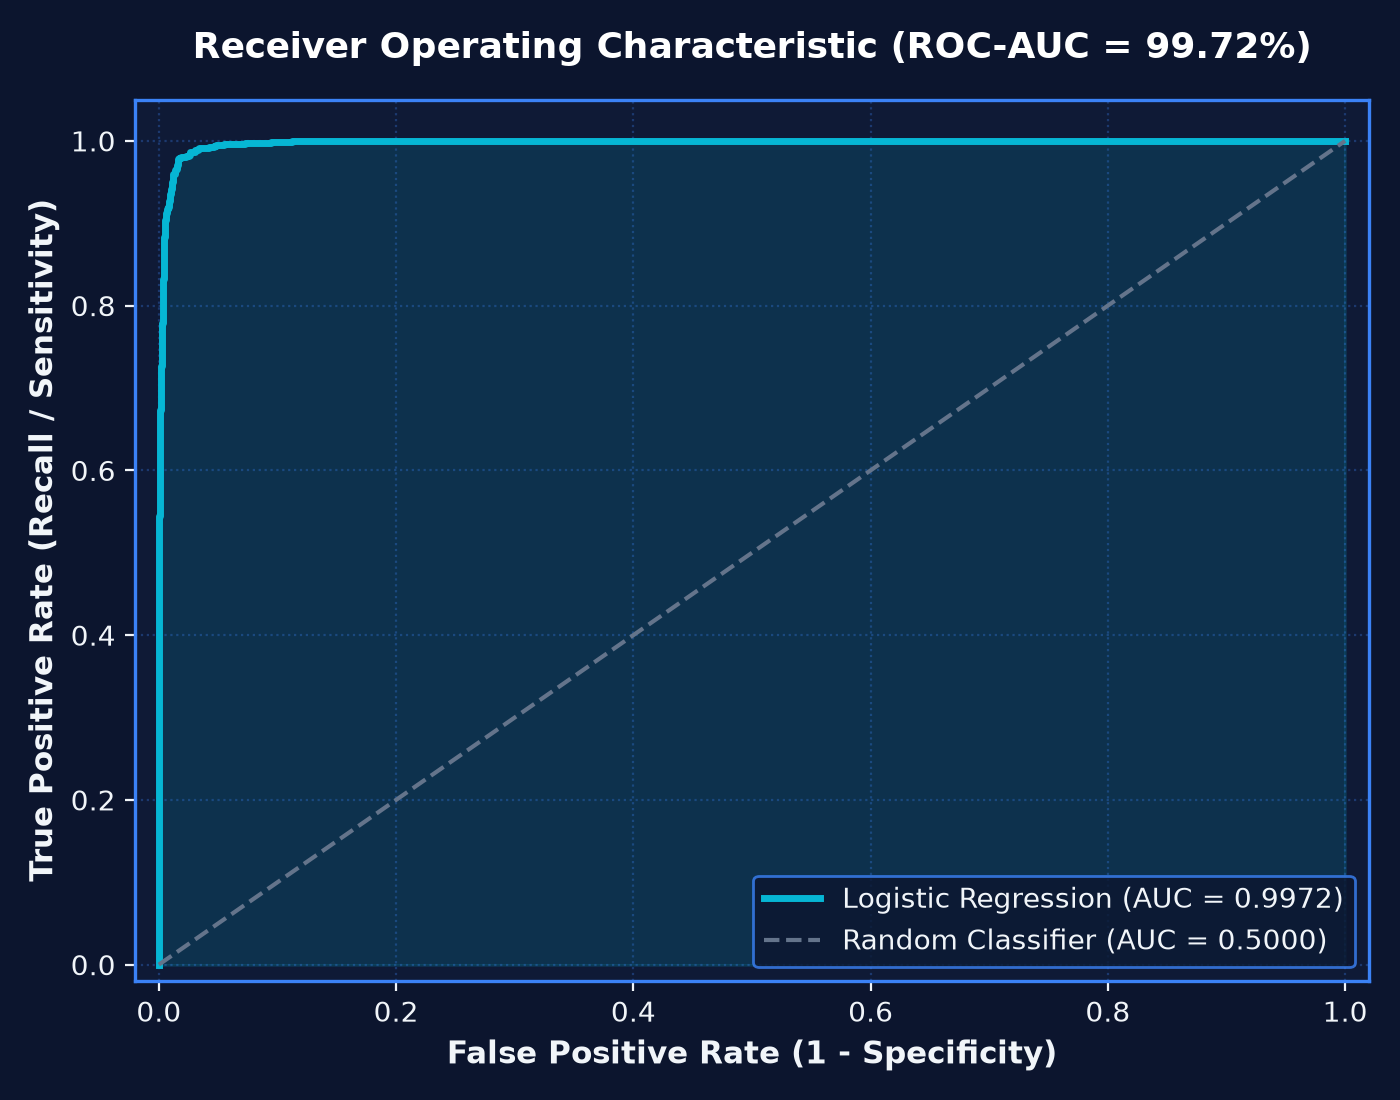 Receiver Operating Characteristic (ROC-AUC = 99.72%)
True Positive Rate (Recall / Sensitivity)
1.0
0.8
0.6
0.4
0.2
0.0
Logistic Regression (AUC = 0.9972)
Random Classifier (AUC = 0.5000)
0.0 0.2 0.4 0.6 0.8 1.0
False Positive Rate (1 - Specificity)